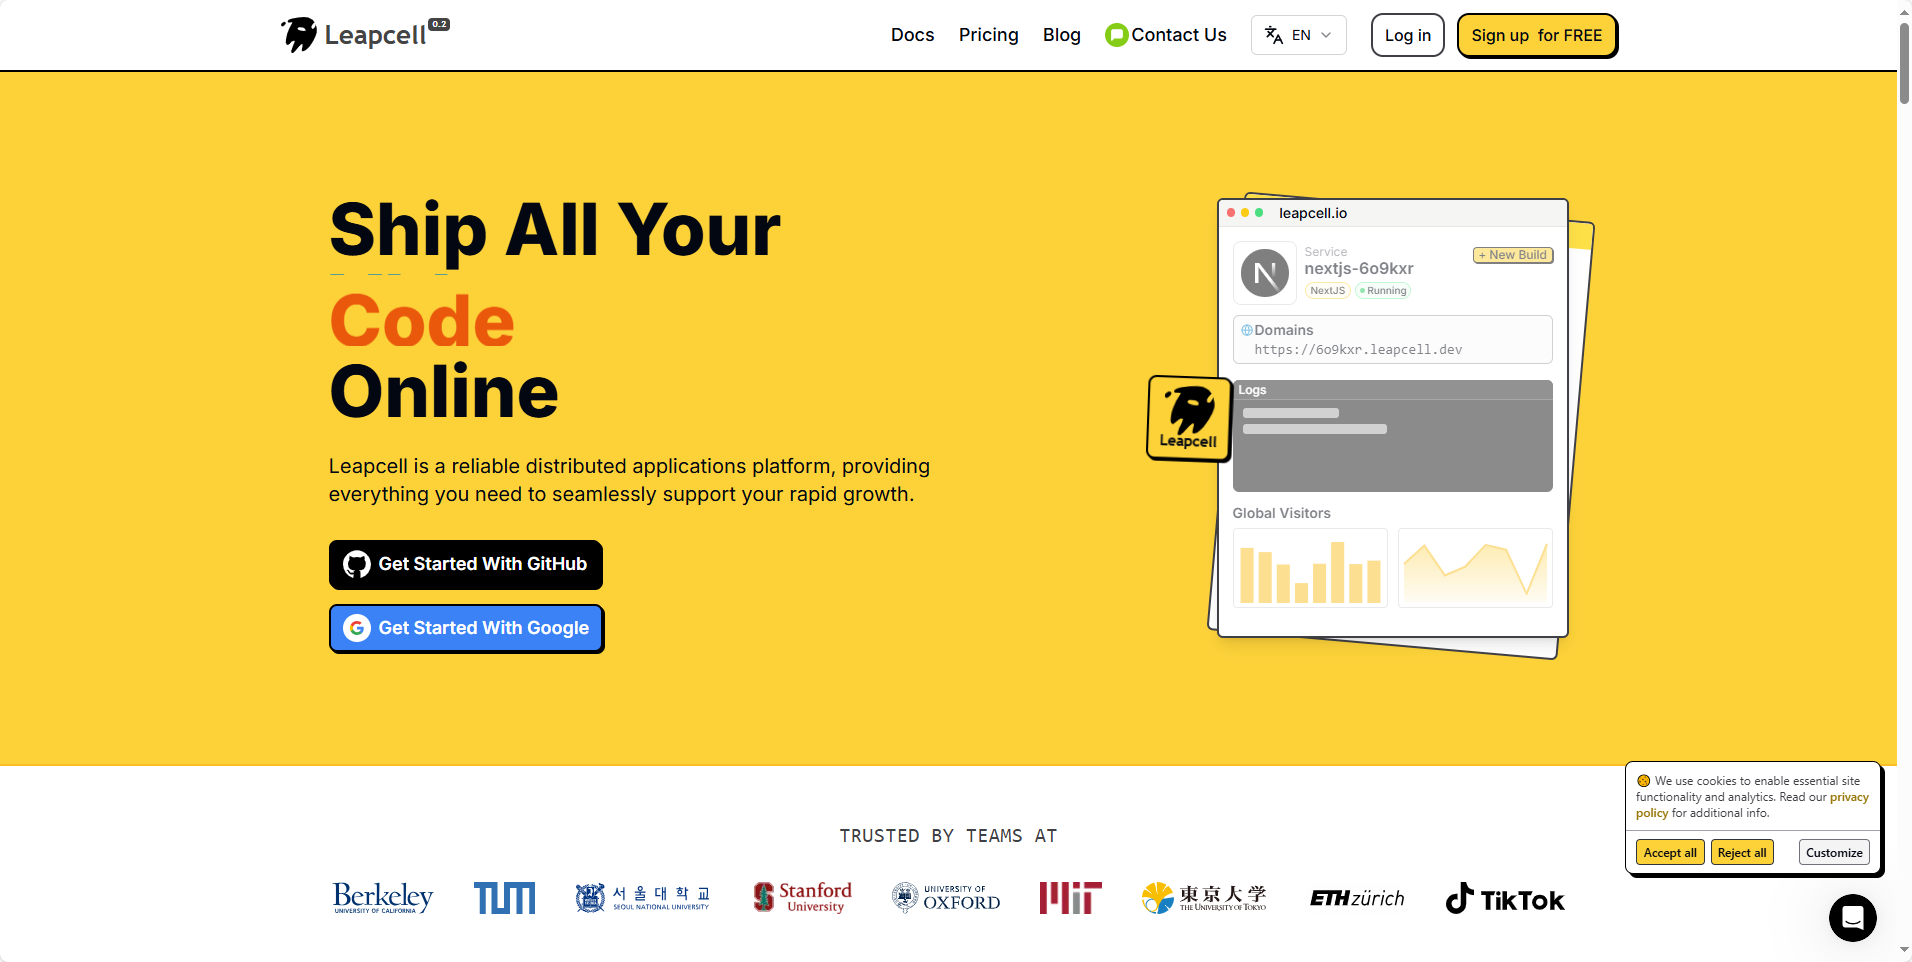 Leapcell 0.2
Docs
Pricing
Blog
Contact Us
EN
Log in
Sign up for FREE
Ship All Your
Code
Online
Leapcell is a reliable distributed applications platform, providing
everything you need to seamlessly support your rapid growth.
Get Started With GitHub
Get Started With Google
leapcell.io
Service
nextjs-6o9kxr
NextJS
Running
+ New Build
Domains
https://6o9kxr.leapcell.dev
Logs
Leapcell
Global Visitors
We use cookies to enable essential site
functionality and analytics. Read our privacy
policy for additional info.
Accept all
Reject all
Customize
TRUSTED BY TEAMS AT
Berkeley
UNIVERSITY OF CALIFORNIA
TUM
서울대학교
SEOUL NATIONAL UNIVERSITY
Stanford
University
UNIVERSITY OF
OXFORD
MIT
東京大学
THE UNIVERSITY OF TOKYO
ETH zürich
TikTok